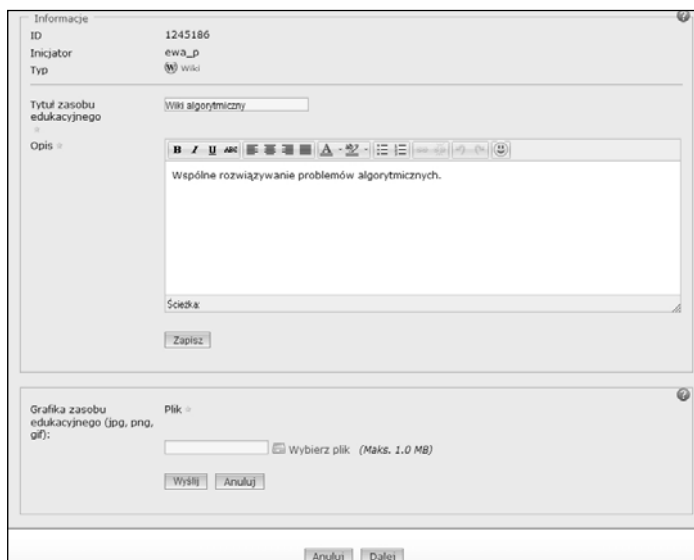 Informacje
ID 1245186
Inicjator ewa_p
Typ Wiki
Tytuł zasobu edukacyjnego Wiki algorytmiczny
Opis
B I U ABC
Wspólne rozwiązywanie problemów algorytmicznych.
Ścieżka:
Zapisz
Grafika zasobu edukacyjnego (jpg, png, gif): Plik
Wybierz plik (Maks. 1.0 MB)
Wyślij Anuluj
Anuluj Dalej